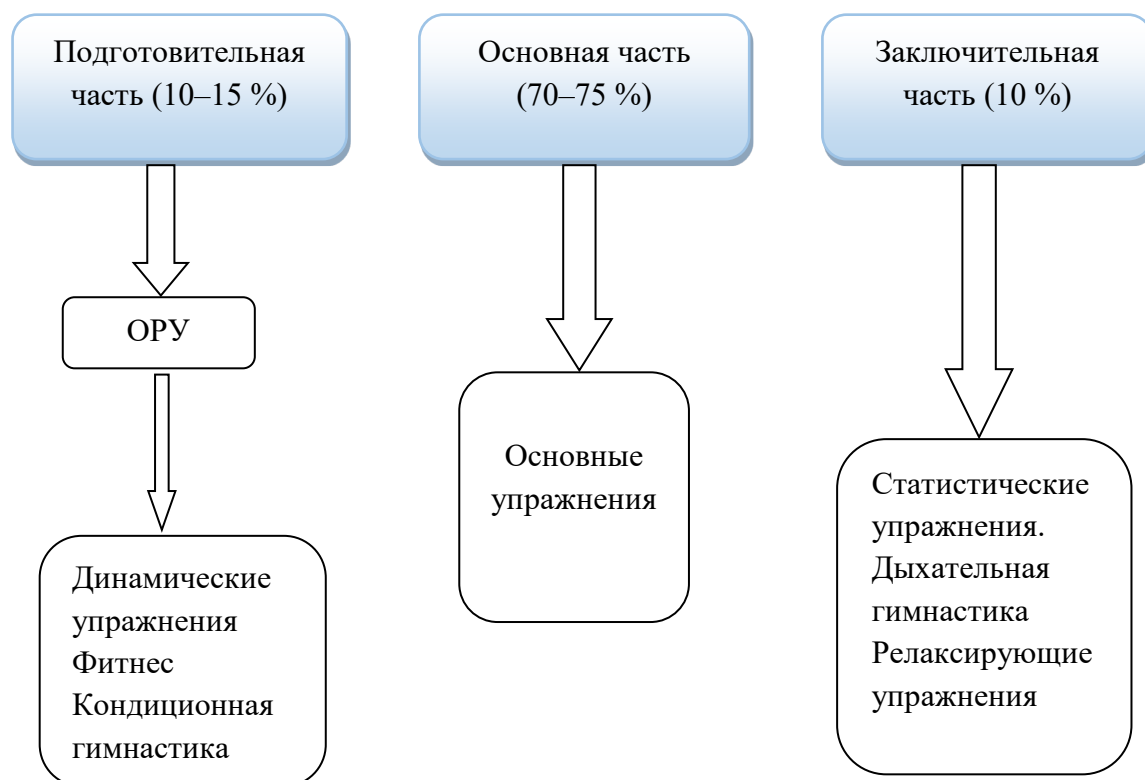 Подготовительная
часть (10–15 %)
Основная часть
(70–75 %)
Заключительная
часть (10 %)
ОРУ
Динамические
упражнения
Фитнес
Кондиционная
гимнастика
Основные
упражнения
Статистические
упражнения.
Дыхательная
гимнастика
Релаксирующие
упражнения